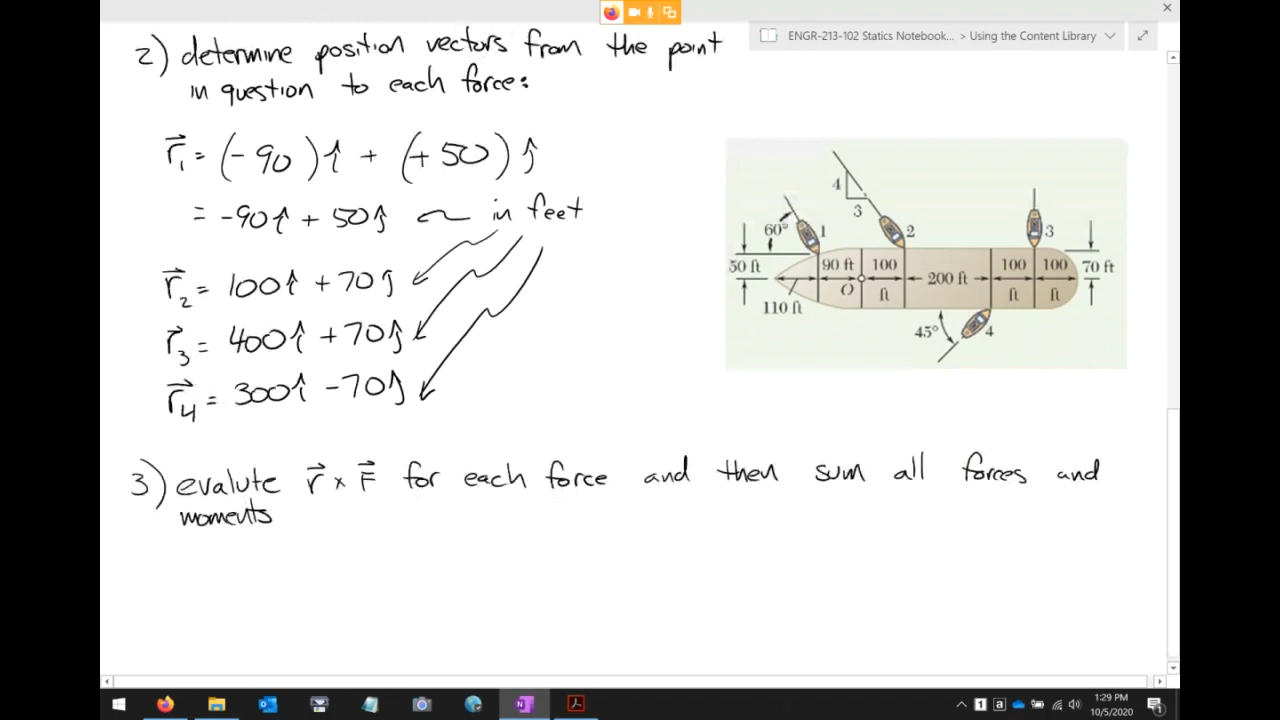 ENGR-213-102 Statics Notebook... > Using the Content Library
2) determine position vectors from the point
in question to each force:
r⃗₁ = (-90)î + (+50)ĵ
= -90î + 50ĵ ~ in feet
r⃗₂ = 100î + 70ĵ
r⃗₃ = 400î + 70ĵ
r⃗₄ = 300î - 70ĵ
4
3
60°
1
2
3
50 ft
90 ft
100
ft
200 ft
100
ft
100
ft
70 ft
O
110 ft
45°
4
3) evalute r⃗ × F⃗ for each force and then sum all forces and
moments
1:29 PM
10/5/2020